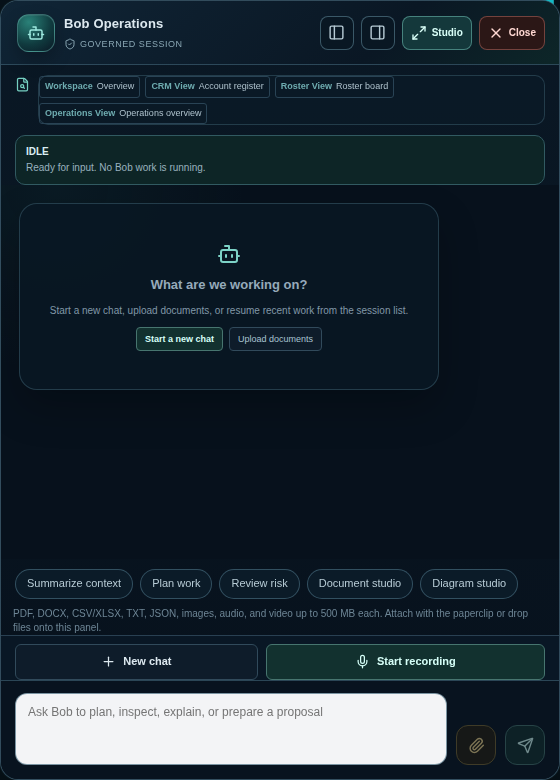 Bob Operations
GOVERNED SESSION
Studio
Close
Workspace Overview
CRM View Account register
Roster View Roster board
Operations View Operations overview
IDLE
Ready for input. No Bob work is running.
What are we working on?
Start a new chat, upload documents, or resume recent work from the session list.
Start a new chat
Upload documents
Summarize context
Plan work
Review risk
Document studio
Diagram studio
PDF, DOCX, CSV/XLSX, TXT, JSON, images, audio, and video up to 500 MB each. Attach with the paperclip or drop
files onto this panel.
New chat
Start recording
Ask Bob to plan, inspect, explain, or prepare a proposal